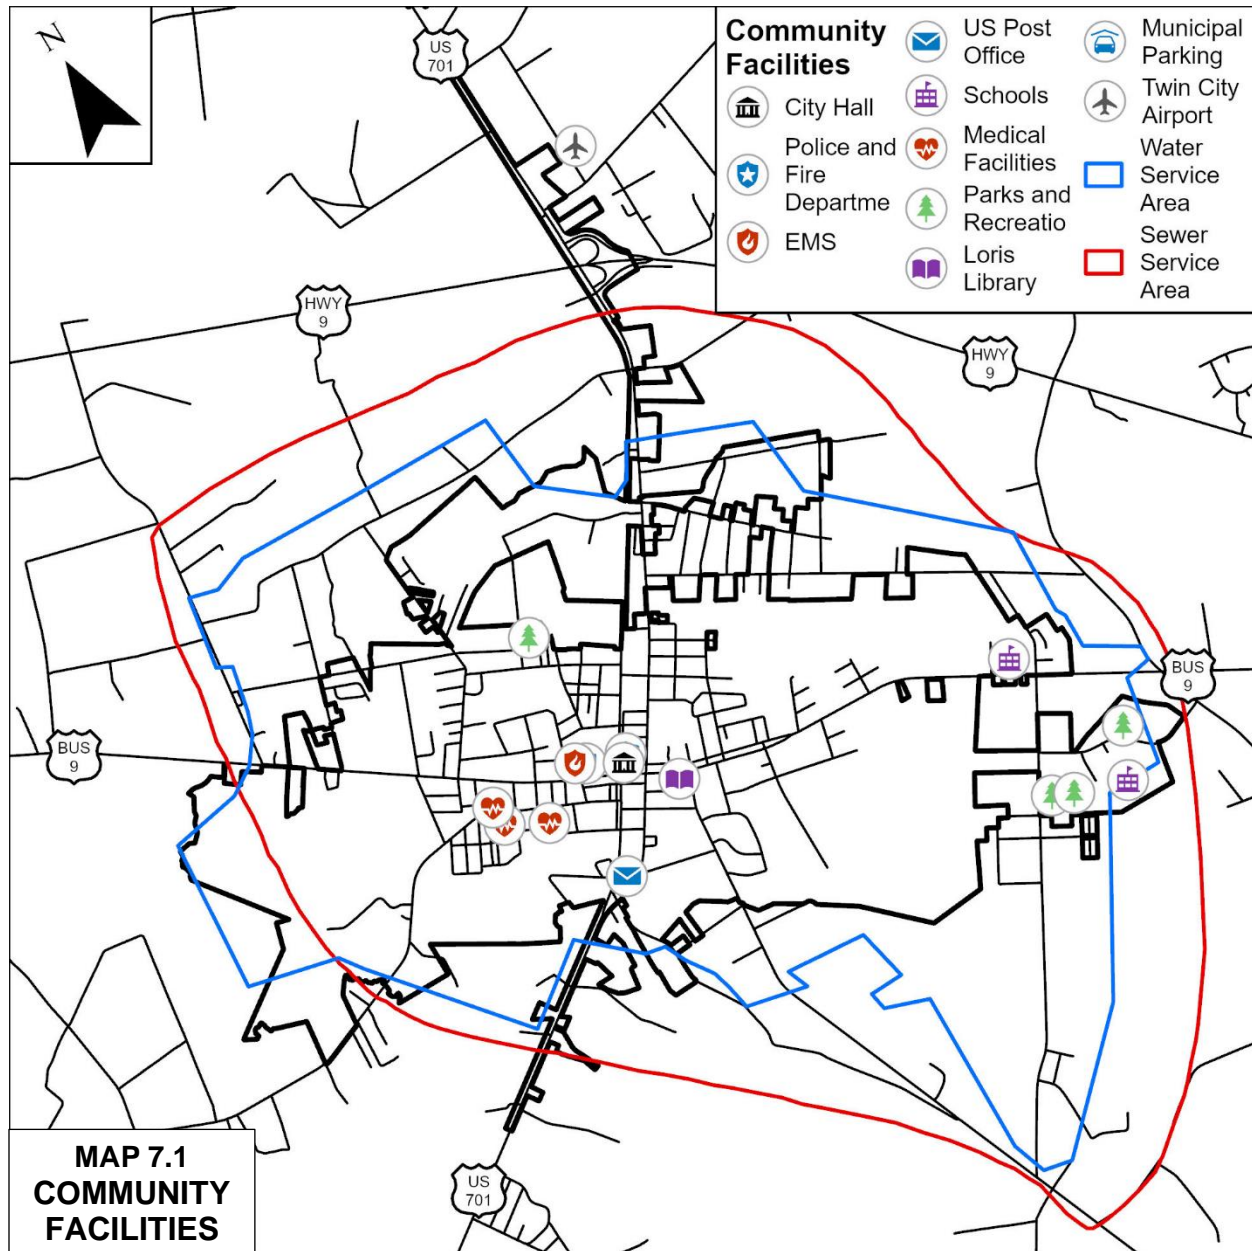 N
US
701
Community
Facilities
City Hall
Police and
Fire
Departme
EMS
US Post
Office
Schools
Medical
Facilities
Parks and
Recreatio
Loris
Library
Municipal
Parking
Twin City
Airport
Water
Service
Area
Sewer
Service
Area
HWY
9
HWY
9
BUS
9
BUS
9
US
701
MAP 7.1
COMMUNITY
FACILITIES